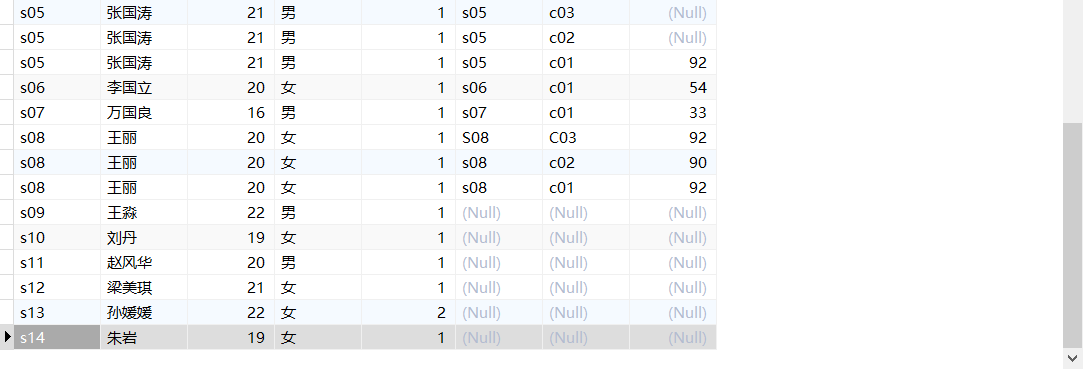 s05 张国涛 21 男 1 s05 c03 (Null)
s05 张国涛 21 男 1 s05 c02 (Null)
s05 张国涛 21 男 1 s05 c01 92
s06 李国立 20 女 1 s06 c01 54
s07 万国良 16 男 1 s07 c01 33
s08 王丽 20 女 1 S08 C03 92
s08 王丽 20 女 1 s08 c02 90
s08 王丽 20 女 1 s08 c01 92
s09 王淼 22 男 1 (Null) (Null) (Null)
s10 刘丹 19 女 1 (Null) (Null) (Null)
s11 赵风华 20 男 1 (Null) (Null) (Null)
s12 梁美琪 21 女 1 (Null) (Null) (Null)
s13 孙媛媛 22 女 2 (Null) (Null) (Null)
s14 朱岩 19 女 1 (Null) (Null) (Null)